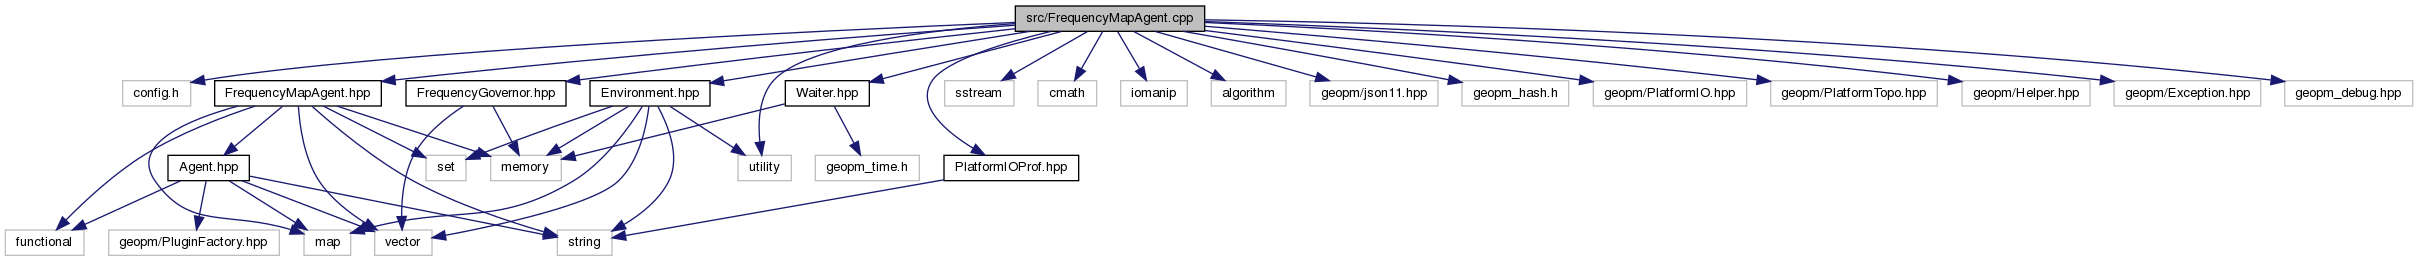 src/FrequencyMapAgent.cpp
config.h
FrequencyMapAgent.hpp
FrequencyGovernor.hpp
Environment.hpp
Waiter.hpp
sstream
cmath
iomanip
algorithm
geopm/json11.hpp
geopm_hash.h
geopm/PlatformIO.hpp
geopm/PlatformTopo.hpp
geopm/Helper.hpp
geopm/Exception.hpp
geopm_debug.hpp
Agent.hpp
set
memory
utility
geopm_time.h
PlatformIOProf.hpp
functional
geopm/PluginFactory.hpp
map
vector
string